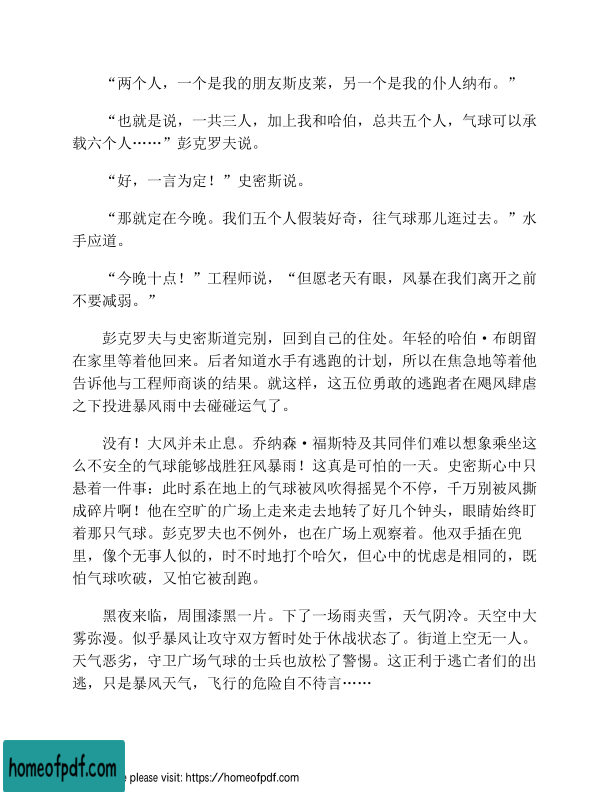 “两个人，一个是我的朋友斯皮莱，另一个是我的仆人纳布。”
“也就是说，一共三人，加上我和哈伯，总共五个人，气球可以承
载六个人……”彭克罗夫说。
“好，一言为定！”史密斯说。
“那就定在今晚。我们五个人假装好奇，往气球那儿逛过去。”水
手应道。
“今晚十点！”工程师说，“但愿老天有眼，风暴在我们离开之前
不要减弱。”
彭克罗夫与史密斯道完别，回到自己的住处。年轻的哈伯·布朗留
在家里等着他回来。后者知道水手有逃跑的计划，所以在焦急地等着他
告诉他与工程师商谈的结果。就这样，这五位勇敢的逃跑者在飓风肆虐
之下投进暴风雨中去碰碰运气了。
没有！大风并未止息。乔纳森·福斯特及其同伴们难以想象乘坐这
么不安全的气球能够战胜狂风暴雨！这真是可怕的一天。史密斯心中只
悬着一件事：此时系在地上的气球被风吹得摇晃个不停，千万别被风撕
成碎片啊！他在空旷的广场上走来走去地转了好几个钟头，眼睛始终盯
着那只气球。彭克罗夫也不例外，也在广场上观察着。他双手插在兜
里，像个无事人似的，时不时地打个哈欠，但心中的忧虑是相同的，既
怕气球吹破，又怕它被刮跑。
黑夜来临，周围漆黑一片。下了一场雨夹雪，天气阴冷。天空中大
雾弥漫。似乎暴风让攻守双方暂时处于休战状态了。街道上空无一人。
天气恶劣，守卫广场气球的士兵也放松了警惕。这正利于逃亡者们的出
逃，只是暴风天气，飞行的危险自不待言……
homeofpdf.com
please visit: https://homeofpdf.com